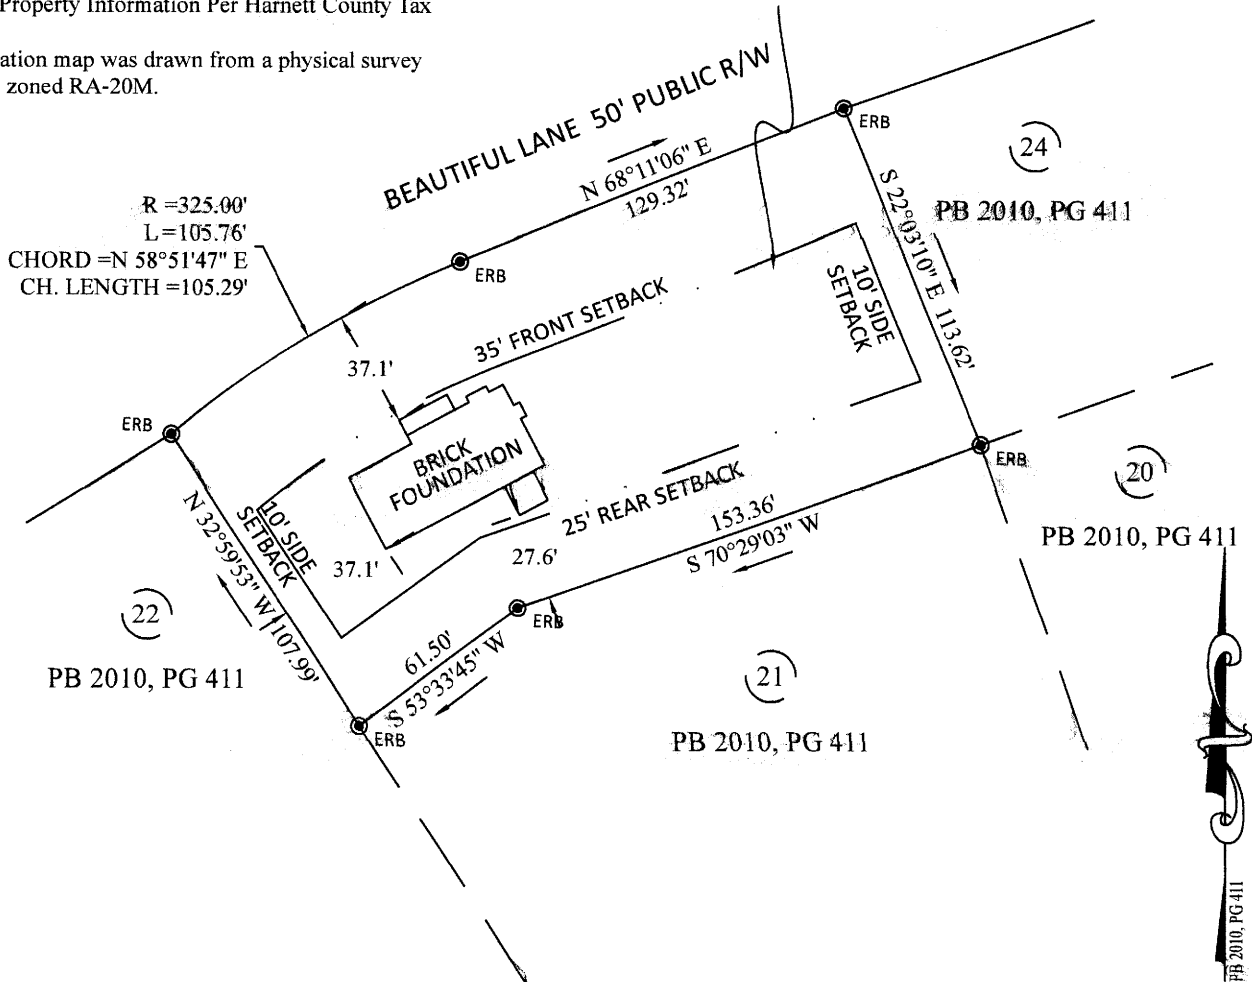 Property Information Per Harnett County Tax
ation map was drawn from a physical survey
zoned RA-20M.
BEAUTIFUL LANE 50' PUBLIC R/W
N 68°11'06" E
129.32'
ERB
24
PB 2010, PG 411
R =325.00'
L=105.76'
CHORD =N 58°51'47" E
CH. LENGTH =105.29'
ERB
S 22°03'10" E 113.62'
10' SIDE
SETBACK
35' FRONT SETBACK
37.1'
ERB
BRICK
FOUNDATION
ERB
20
PB 2010, PG 411
25' REAR SETBACK
153.36'
S 70°29'03" W
10' SIDE
SETBACK
N 32°59'53" W 107.99'
37.1'
27.6'
ERB
22
PB 2010, PG 411
61.50'
S 53°33'45" W
ERB
21
PB 2010, PG 411
PB 2010, PG 411